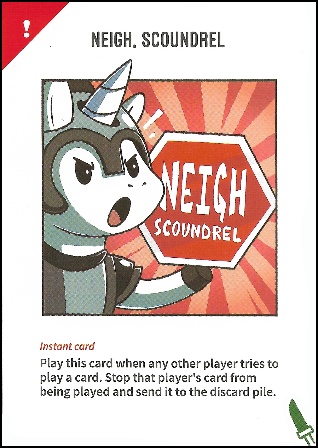 !
NEIGH, SCOUNDREL
NEIGH
SCOUNDREL
Instant card
Play this card when any other player tries to
play a card. Stop that player's card from
being played and send it to the discard pile.